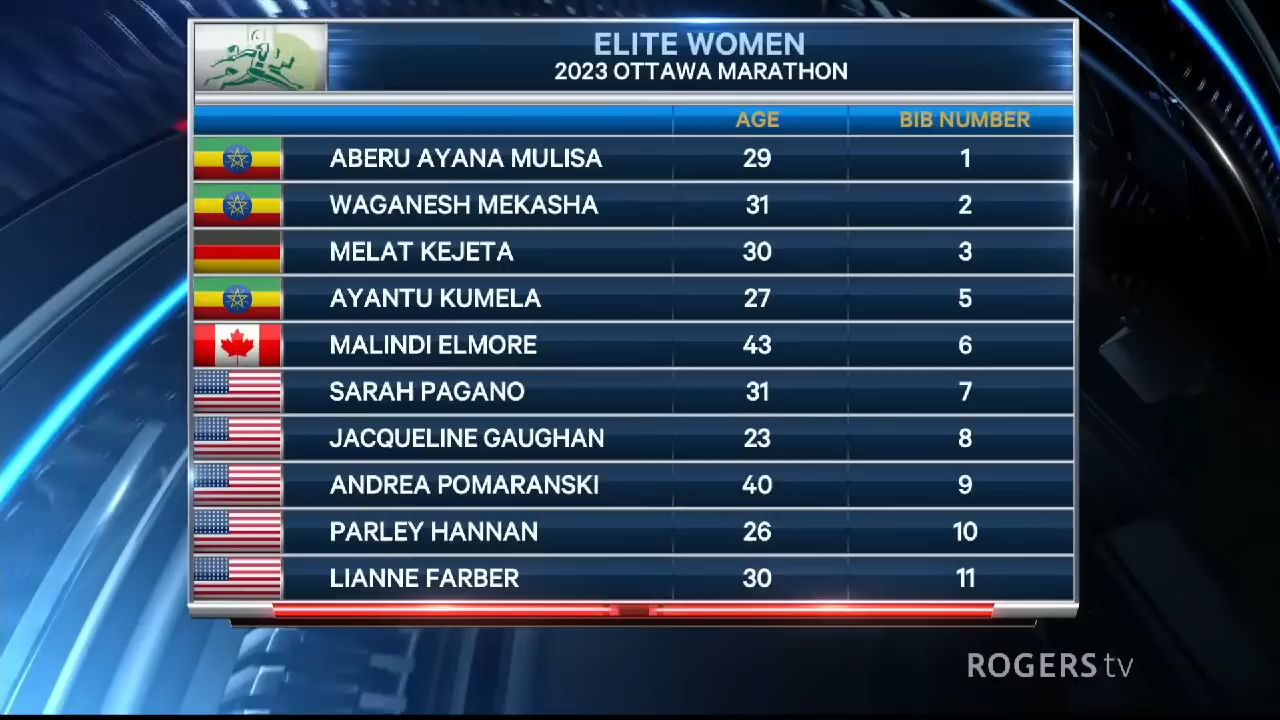 ELITE WOMEN
2023 OTTAWA MARATHON
AGE BIB NUMBER
ABERU AYANA MULISA 29 1
WAGANESH MEKASHA 31 2
MELAT KEJETA 30 3
AYANTU KUMELA 27 5
MALINDI ELMORE 43 6
SARAH PAGANO 31 7
JACQUELINE GAUGHAN 23 8
ANDREA POMARANSKI 40 9
PARLEY HANNAN 26 10
LIANNE FARBER 30 11
ROGERS tv